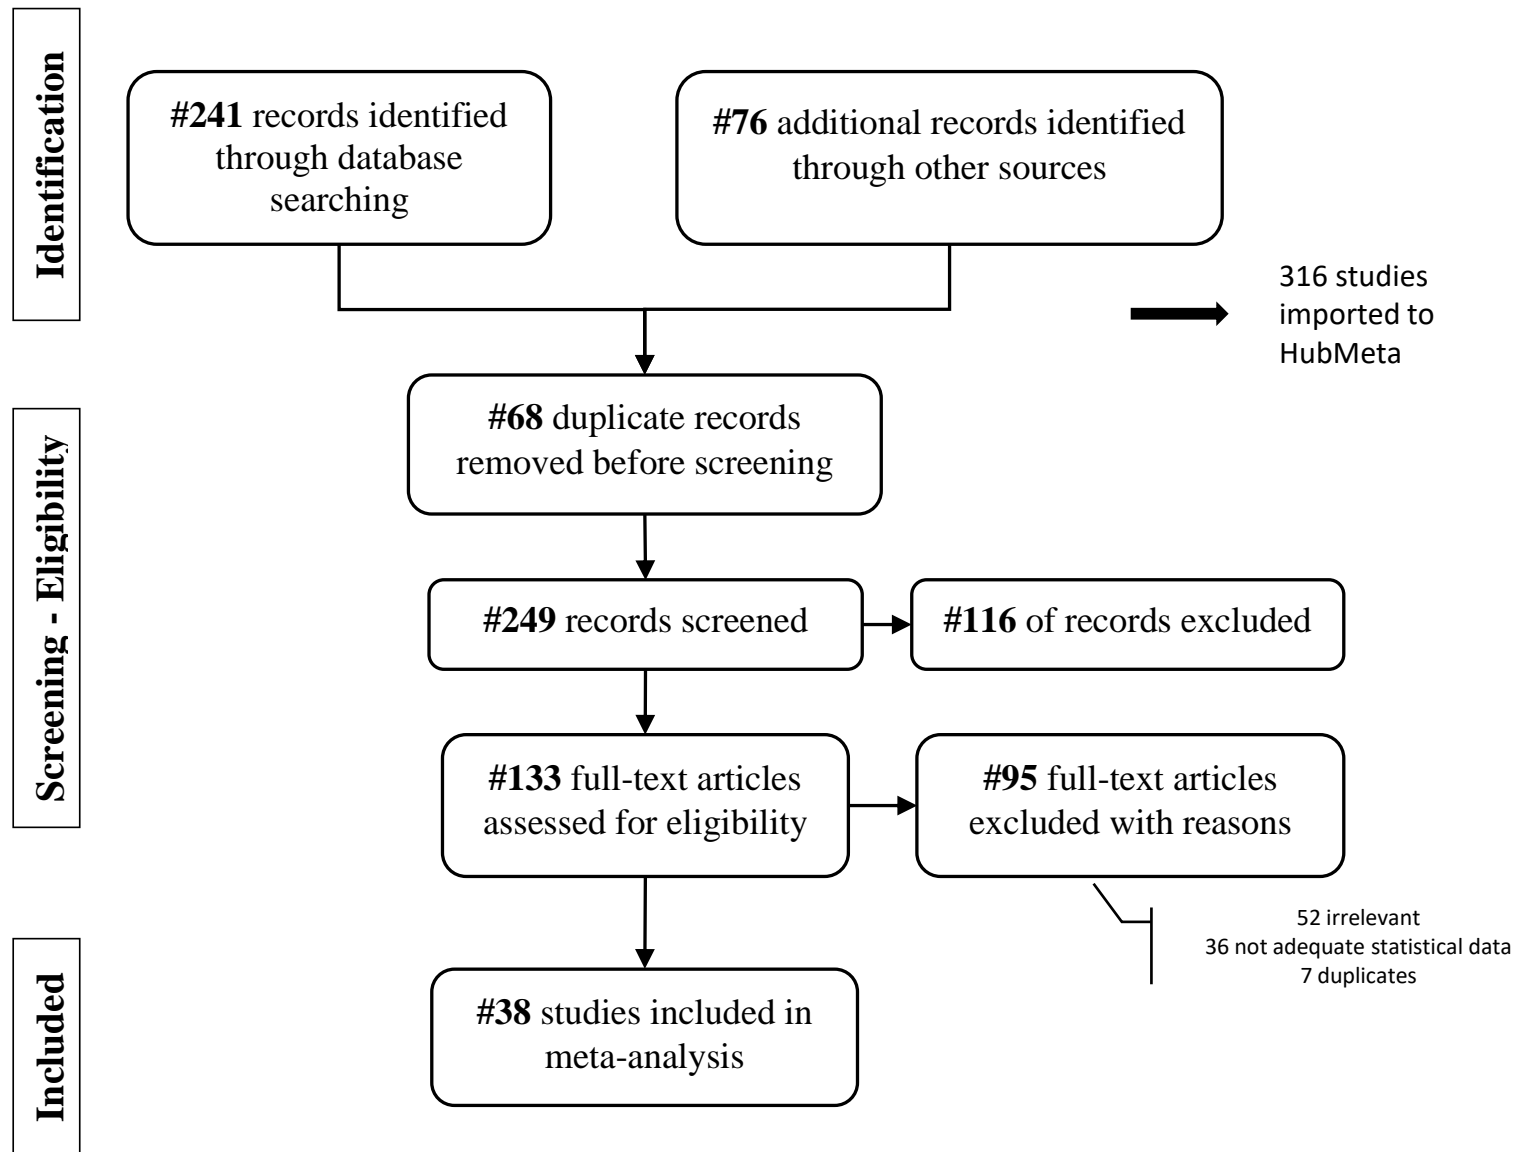 Identification
#241 records identified
through database
searching
#76 additional records identified
through other sources
316 studies
imported to
HubMeta
#68 duplicate records
removed before screening
Screening - Eligibility
#249 records screened
#116 of records excluded
#133 full-text articles
assessed for eligibility
#95 full-text articles
excluded with reasons
52 irrelevant
36 not adequate statistical data
7 duplicates
Included
#38 studies included in
meta-analysis